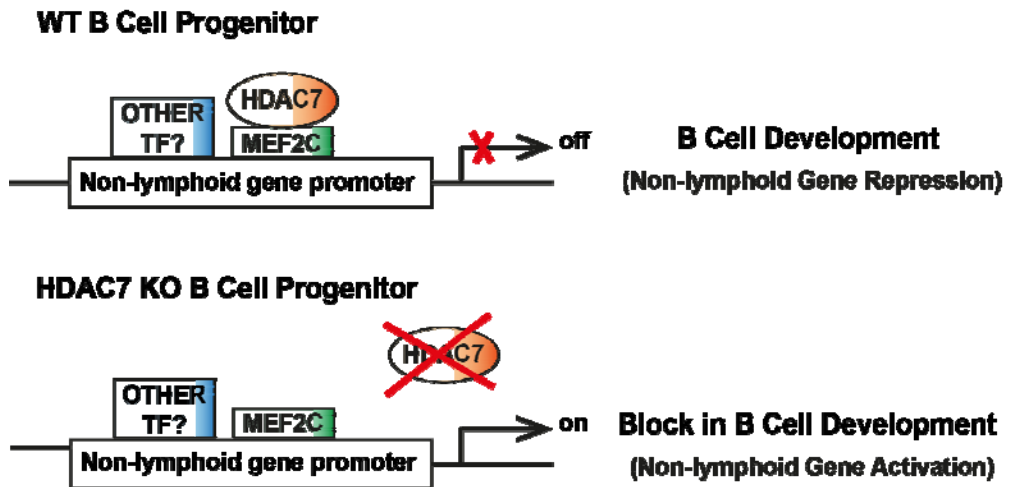 WT B Cell Progenitor
OTHER
TF?
HDAC7
MEF2C
Non-lymphoid gene promoter
off
B Cell Development
(Non-lymphoid Gene Repression)
HDAC7 KO B Cell Progenitor
HDAC7
OTHER
TF?
MEF2C
Non-lymphoid gene promoter
on
Block in B Cell Development
(Non-lymphoid Gene Activation)